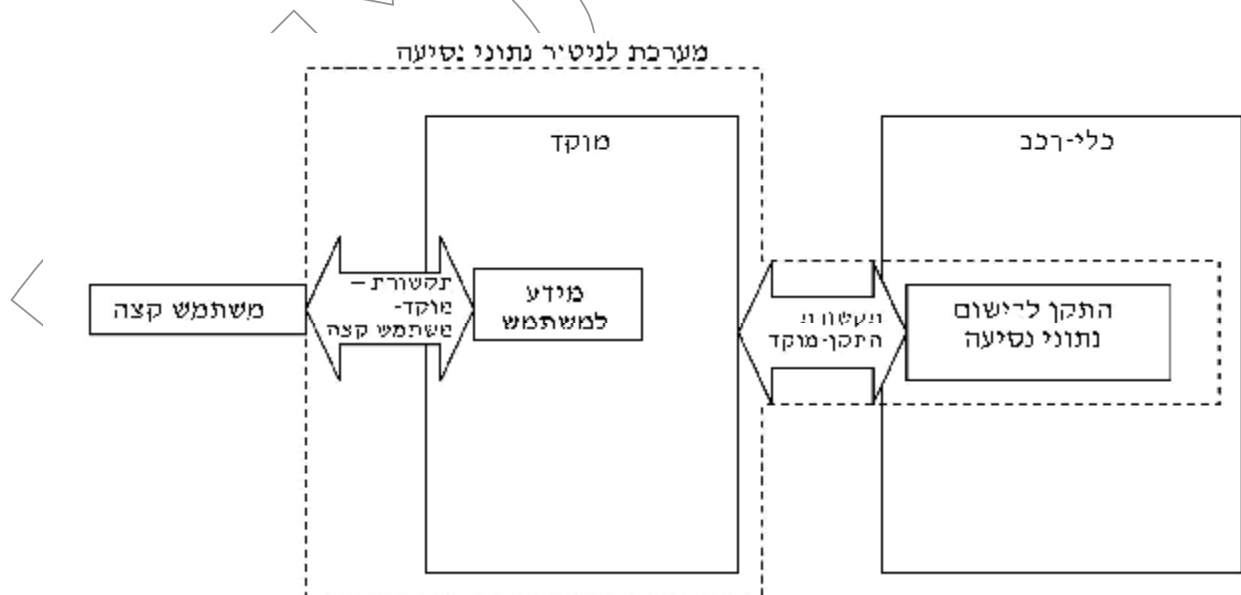 מערכת לניטור נתוני נסיעה
כלי-רכב
מוקד
התקן לרישום
נתוני נסיעה
תקשורת
התקן-מוקד
מידע
למשתמש
תקשורת –
מוקד-
משתמש קצה
משתמש קצה